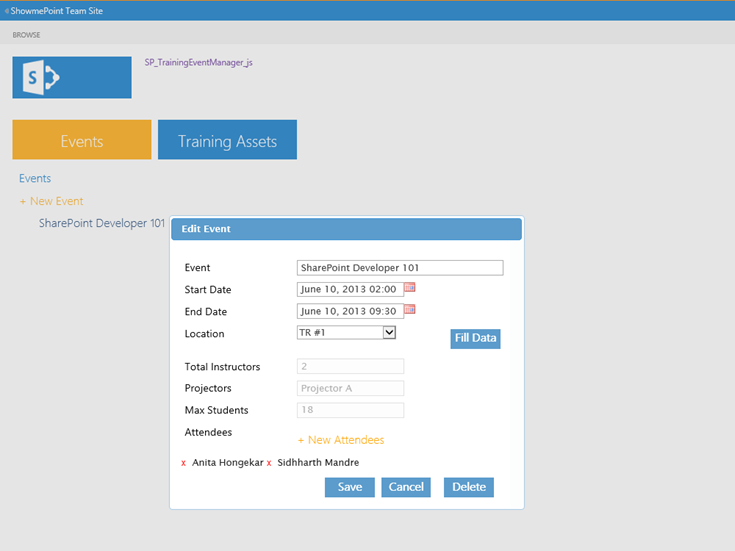 ShowmePoint Team Site
BROWSE
S
SP_TrainingEventManager_js
Events Training Assets
Events
+ New Event
SharePoint Developer 101
Edit Event
Event SharePoint Developer 101
Start Date June 10, 2013 02:00
End Date June 10, 2013 09:30
Location TR #1
Fill Data
Total Instructors 2
Projectors Projector A
Max Students 18
Attendees
+ New Attendees
x Anita Hongekar x Sidhharth Mandre
Save Cancel Delete